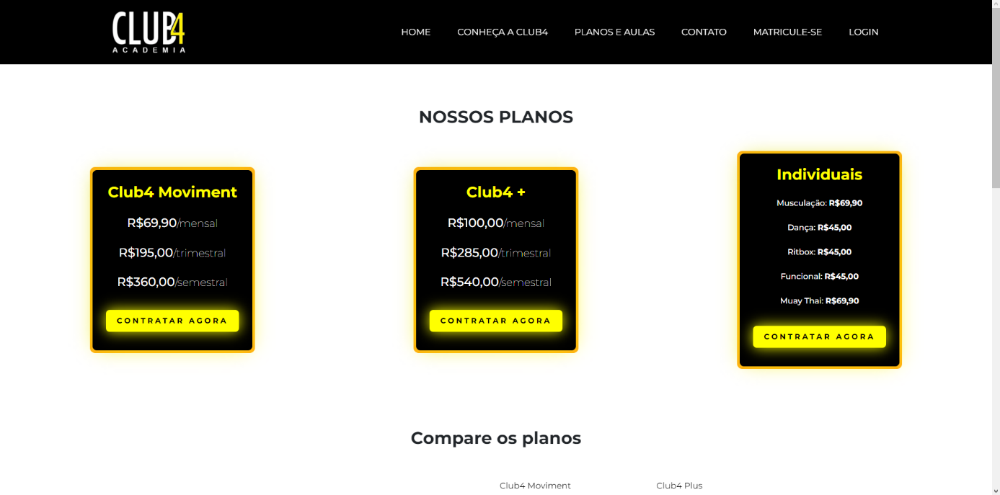 CLUB4
ACADEMIA
HOME CONHEÇA A CLUB4 PLANOS E AULAS CONTATO MATRICULE-SE LOGIN
NOSSOS PLANOS
Club4 Moviment
R$69,90/mensal
R$195,00/trimestral
R$360,00/semestral
CONTRATAR AGORA
Club4 +
R$100,00/mensal
R$285,00/trimestral
R$540,00/semestral
CONTRATAR AGORA
Individuais
Musculação: R$69,90
Dança: R$45,00
Ritbox: R$45,00
Funcional: R$45,00
Muay Thai: R$69,90
CONTRATAR AGORA
Compare os planos
Club4 Moviment Club4 Plus